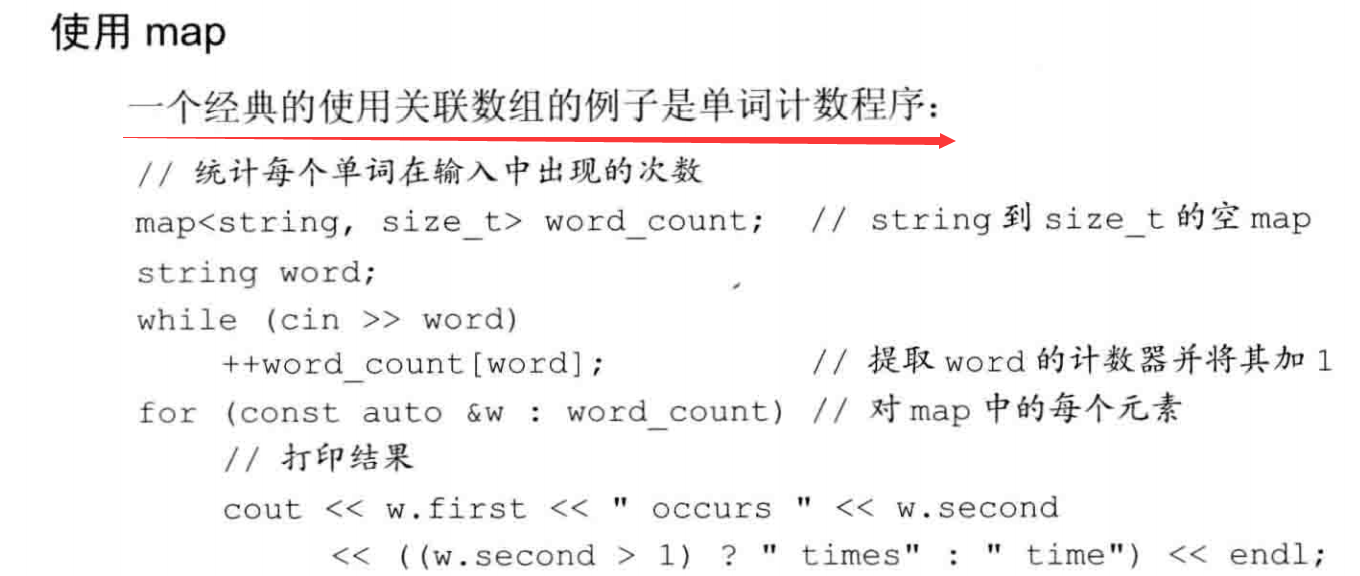 使用 map
一个经典的使用关联数组的例子是单词计数程序：
// 统计每个单词在输入中出现的次数
map<string, size_t> word_count; // string 到 size_t 的空 map
string word;
while (cin >> word)
++word_count[word]; // 提取 word 的计数器并将其加 1
for (const auto &w : word_count) // 对 map 中的每个元素
// 打印结果
cout << w.first << " occurs " << w.second
<< ((w.second > 1) ? " times" : " time") << endl;